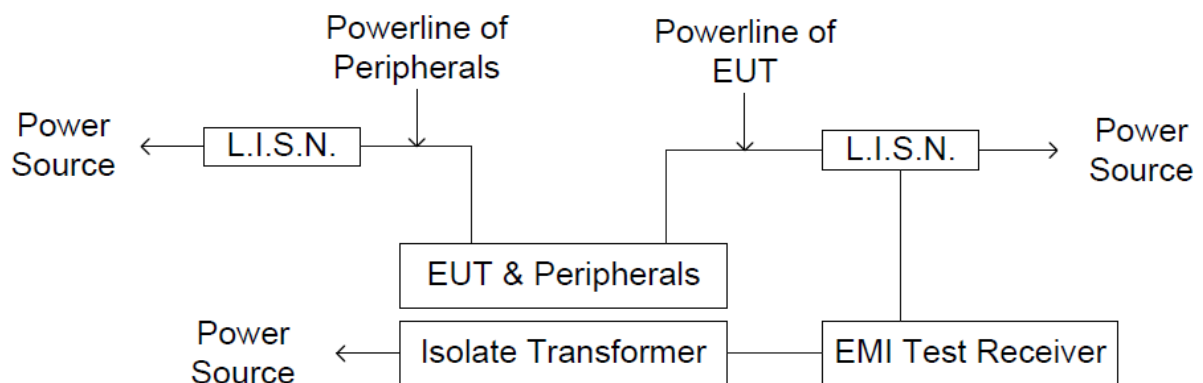 Powerline of
Peripherals
Powerline of
EUT
Power
Source
L.I.S.N.
L.I.S.N.
Power
Source
EUT & Peripherals
Power
Source
Isolate Transformer
EMI Test Receiver